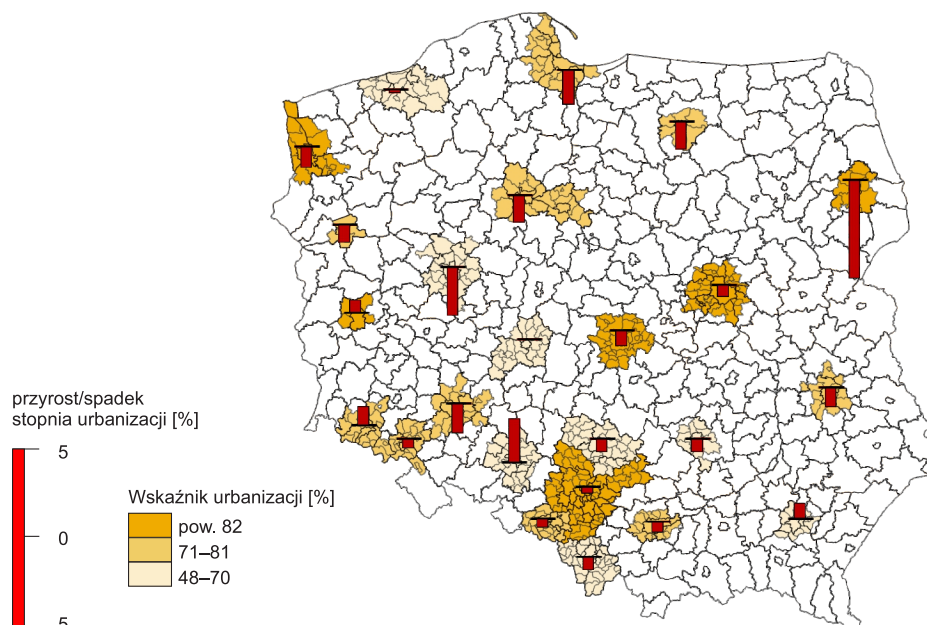 przyrost/spadek
stopnia urbanizacji [%]
5
0
5
Wskaźnik urbanizacji [%]
pow. 82
71–81
48–70